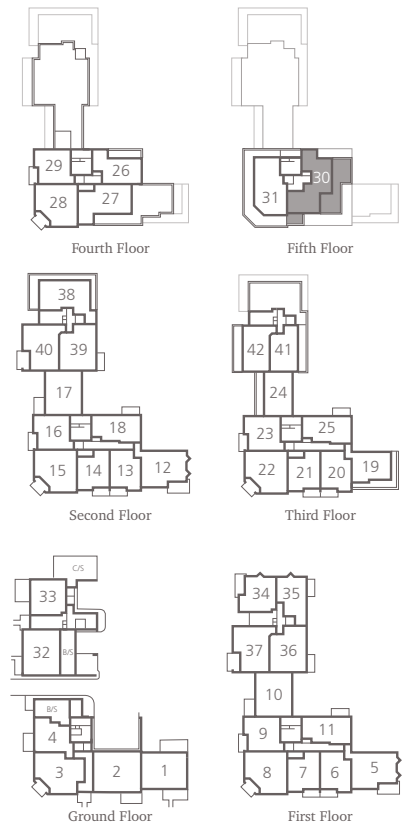 29
26
28
27
Fourth Floor
30
31
Fifth Floor
38
40 39
17
16
18
15 14 13 12
Second Floor
42 41
24
23
25
22 21 20 19
Third Floor
C/S
33
32
B/S
B/S
4
3
2
1
Ground Floor
34 35
37 36
10
9
11
8 7 6 5
First Floor